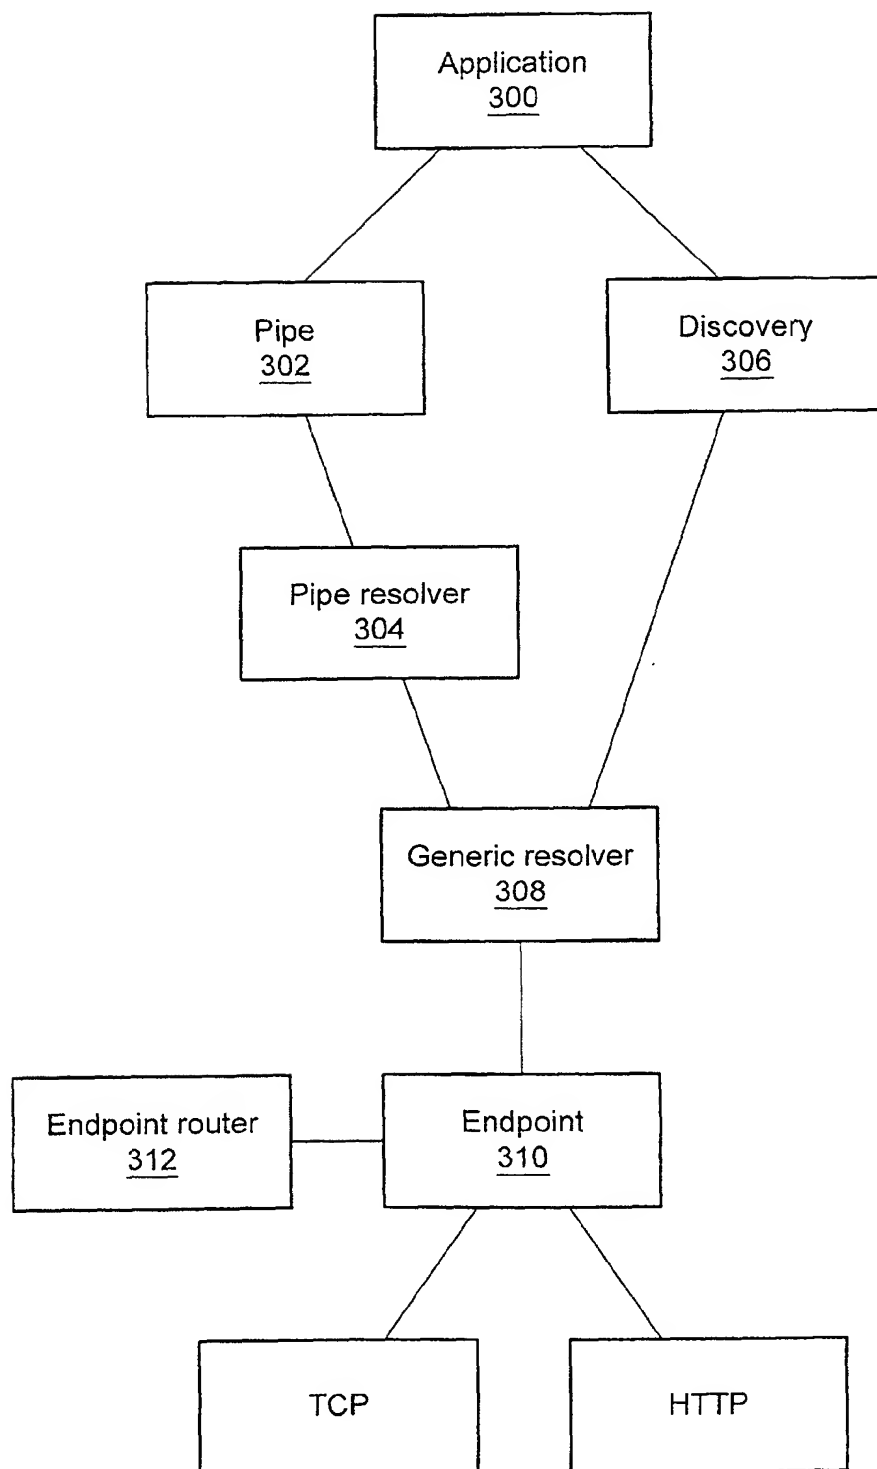 Application
300
Pipe
302
Discovery
306
Pipe resolver
304
Generic resolver
308
Endpoint router
312
Endpoint
310
TCP
HTTP